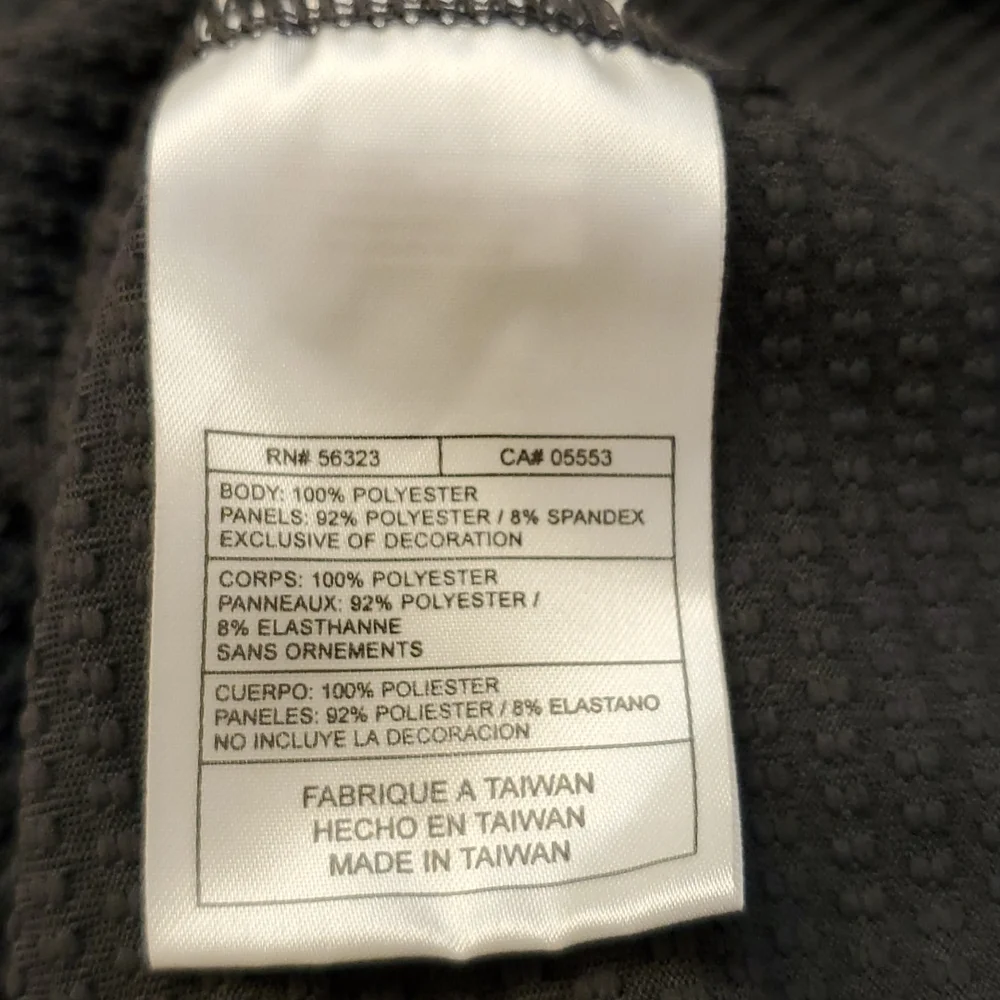 RN# 56323
CA# 05553
BODY: 100% POLYESTER
PANELS: 92% POLYESTER / 8% SPANDEX
EXCLUSIVE OF DECORATION
CORPS: 100% POLYESTER
PANNEAUX: 92% POLYESTER /
8% ELASTHANNE
SANS ORNEMENTS
CUERPO: 100% POLIESTER
PANELES: 92% POLIESTER / 8% ELASTANO
NO INCLUYE LA DECORACION
FABRIQUE A TAIWAN
HECHO EN TAIWAN
MADE IN TAIWAN